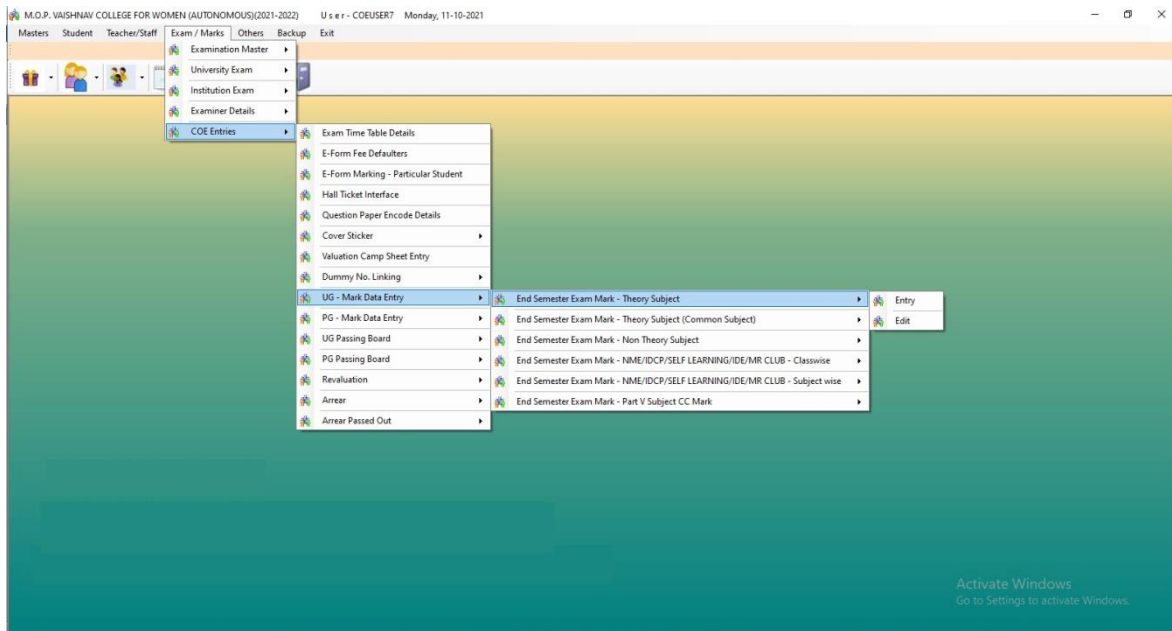 M.O.P. VAISHNAV COLLEGE FOR WOMEN (AUTONOMOUS)(2021-2022) U s e r - COEUSER7 Monday, 11-10-2021
Masters Student Teacher/Staff Exam / Marks Others Backup Exit
Examination Master
University Exam
Institution Exam
Examiner Details
COE Entries
Exam Time Table Details
E-Form Fee Defaulters
E-Form Marking - Particular Student
Hall Ticket Interface
Question Paper Encode Details
Cover Sticker
Valuation Camp Sheet Entry
Dummy No. Linking
UG - Mark Data Entry
PG - Mark Data Entry
UG Passing Board
PG Passing Board
Revaluation
Arrear
Arrear Passed Out
End Semester Exam Mark - Theory Subject
End Semester Exam Mark - Theory Subject (Common Subject)
End Semester Exam Mark - Non Theory Subject
End Semester Exam Mark - NME/IDCP/SELF LEARNING/IDE/MR CLUB - Classwise
End Semester Exam Mark - NME/IDCP/SELF LEARNING/IDE/MR CLUB - Subject wise
End Semester Exam Mark - Part V Subject CC Mark
Entry
Edit
Activate Windows
Go to Settings to activate Windows.